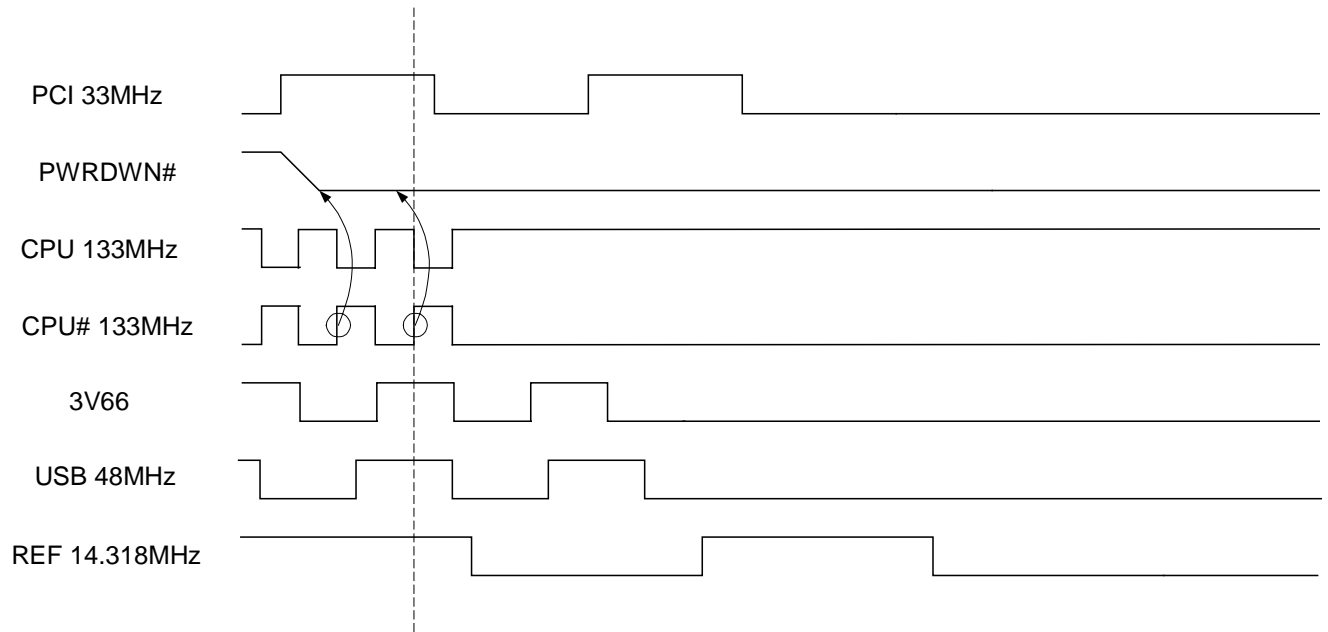 PCI 33MHz
PWRDWN#
CPU 133MHz
CPU# 133MHz
3V66
USB 48MHz
REF 14.318MHz